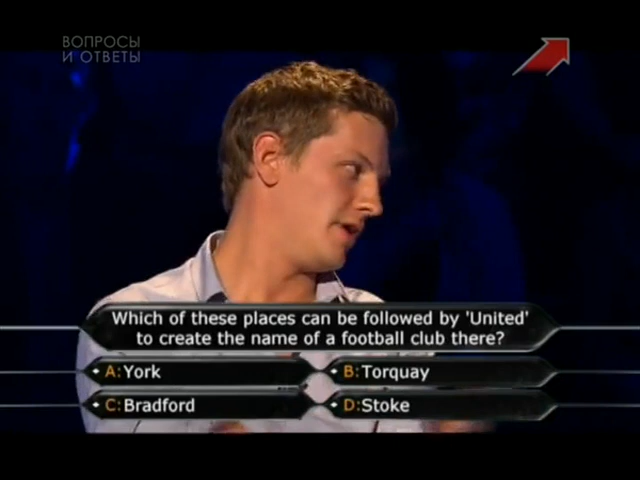 ВОПРОСЫ
И ОТВЕТЫ
Which of these places can be followed by 'United'
to create the name of a football club there?
A: York
B: Torquay
C: Bradford
D: Stoke